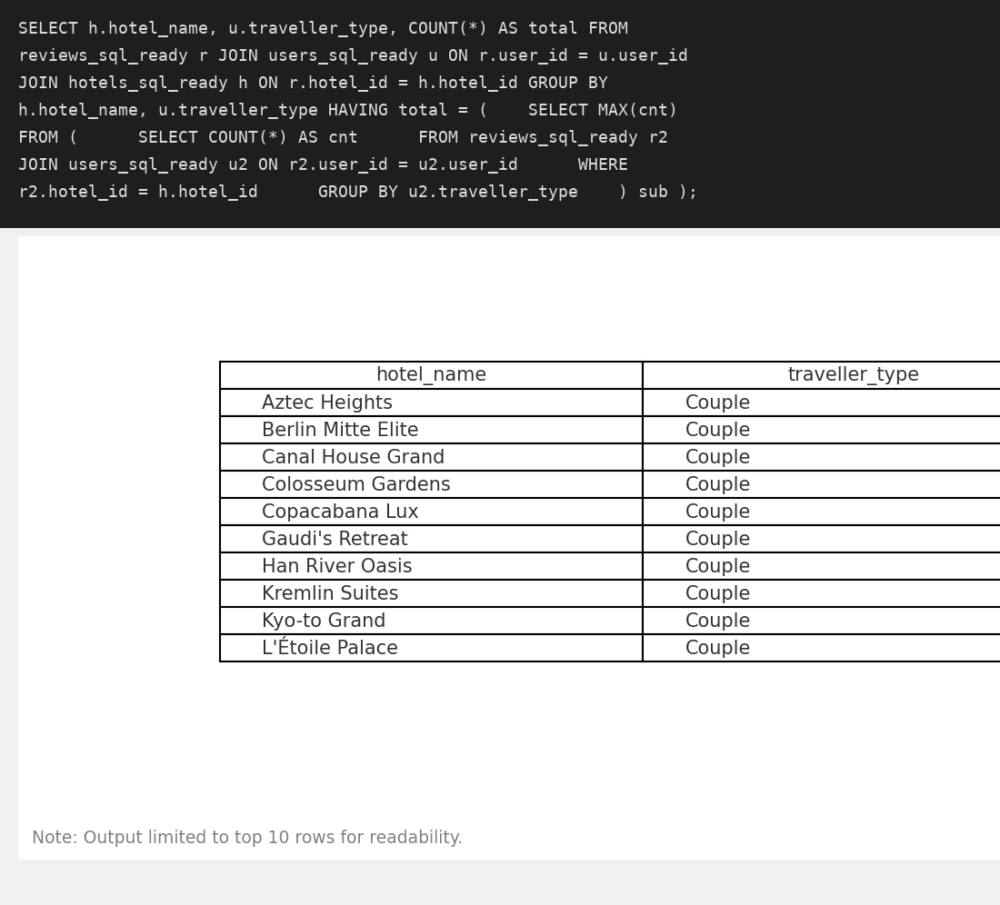 SELECT h.hotel_name, u.traveller_type, COUNT(*) AS total FROM
reviews_sql_ready r JOIN users_sql_ready u ON r.user_id = u.user_id
JOIN hotels_sql_ready h ON r.hotel_id = h.hotel_id GROUP BY
h.hotel_name, u.traveller_type HAVING total = (    SELECT MAX(cnt)
FROM (      SELECT COUNT(*) AS cnt      FROM reviews_sql_ready r2
JOIN users_sql_ready u2 ON r2.user_id = u2.user_id      WHERE
r2.hotel_id = h.hotel_id      GROUP BY u2.traveller_type    ) sub );
hotel_name traveller_type
Aztec Heights Couple
Berlin Mitte Elite Couple
Canal House Grand Couple
Colosseum Gardens Couple
Copacabana Lux Couple
Gaudi's Retreat Couple
Han River Oasis Couple
Kremlin Suites Couple
Kyo-to Grand Couple
L'Étoile Palace Couple
Note: Output limited to top 10 rows for readability.